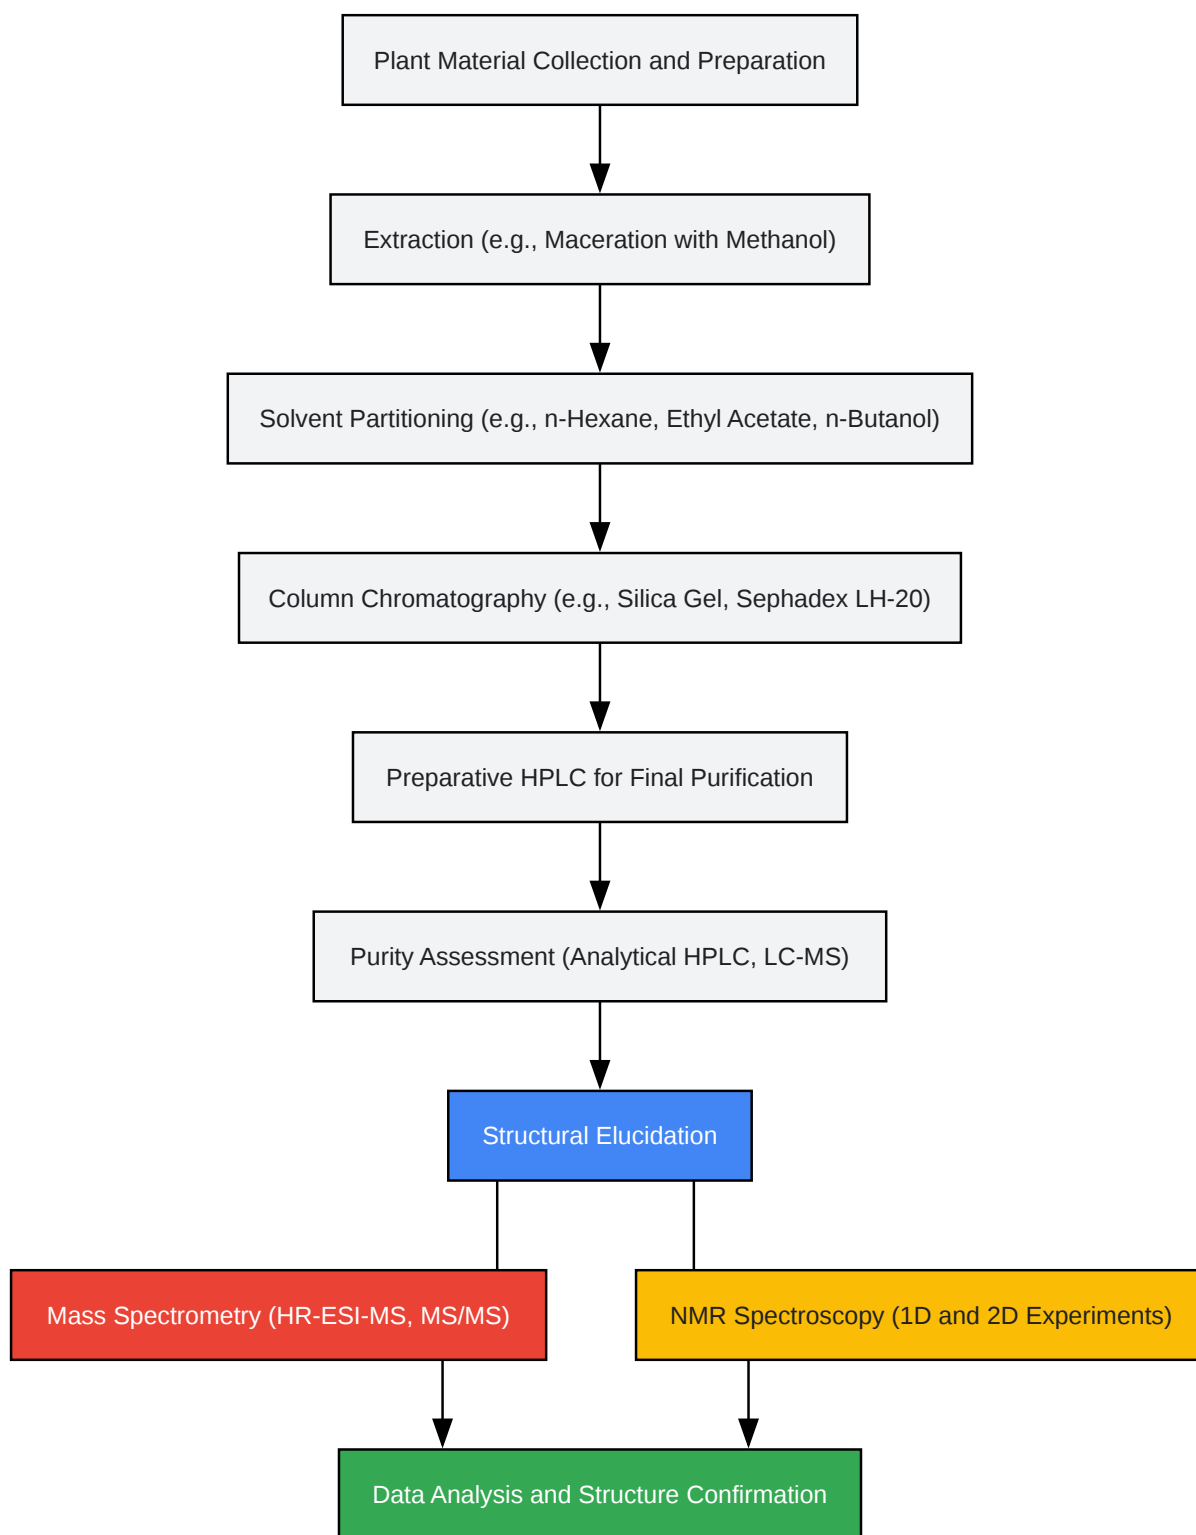 Plant Material Collection and Preparation
Extraction (e.g., Maceration with Methanol)
Solvent Partitioning (e.g., n-Hexane, Ethyl Acetate, n-Butanol)
Column Chromatography (e.g., Silica Gel, Sephadex LH-20)
Preparative HPLC for Final Purification
Purity Assessment (Analytical HPLC, LC-MS)
Structural Elucidation
Mass Spectrometry (HR-ESI-MS, MS/MS)
NMR Spectroscopy (1D and 2D Experiments)
Data Analysis and Structure Confirmation